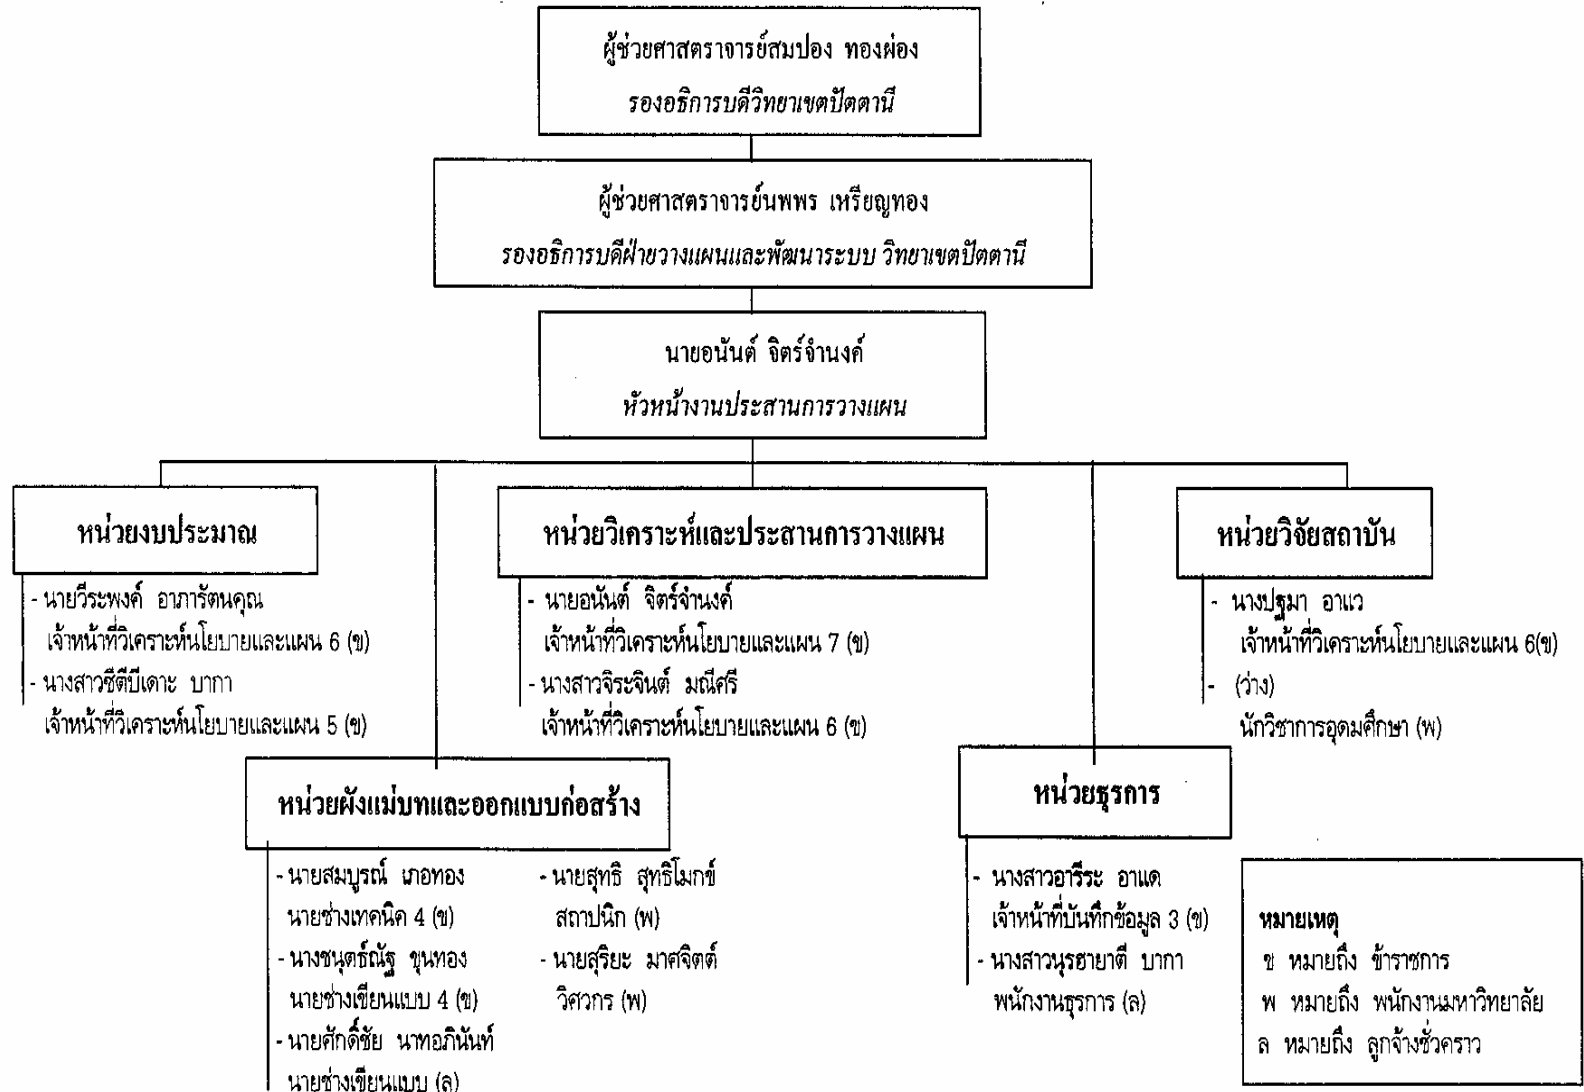 ผู้ช่วยศาสตราจารย์สมปอง ทองผ่อง
รองอธิการบดีวิทยาเขตปัตตานี
ผู้ช่วยศาสตราจารย์นพพร เหรียญทอง
รองอธิการบดีฝ่ายวางแผนและพัฒนาระบบ วิทยาเขตปัตตานี
นายอนันต์ จิตร์จำนงค์
หัวหน้างานประสานการวางแผน
หน่วยงบประมาณ
- นายวีระพงค์ อาภารัตนคุณ
เจ้าหน้าที่วิเคราะห์นโยบายและแผน 6 (ข)
- นางสาวซีตีบีเดาะ บากา
เจ้าหน้าที่วิเคราะห์นโยบายและแผน 5 (ข)
หน่วยวิเคราะห์และประสานการวางแผน
- นายอนันต์ จิตร์จำนงค์
เจ้าหน้าที่วิเคราะห์นโยบายและแผน 7 (ข)
- นางสาวจิระจินต์ มณีศรี
เจ้าหน้าที่วิเคราะห์นโยบายและแผน 6 (ข)
หน่วยวิจัยสถาบัน
- นางปฐมา อาแว
เจ้าหน้าที่วิเคราะห์นโยบายและแผน 6(ข)
- (ว่าง)
นักวิชาการอุดมศึกษา (พ)
หน่วยผังแม่บทและออกแบบก่อสร้าง
- นายสมบูรณ์ เภอทอง
นายช่างเทคนิค 4 (ข)
- นางชนุตร์ณัฐ ขุนทอง
นายช่างเขียนแบบ 4 (ข)
- นายศักดิ์ชัย นาทอภินันท์
นายช่างเขียนแบบ (ล)
- นายสุทธิ สุทธิโมกข์
สถาปนิก (พ)
- นายสุริยะ มาศจิตต์
วิศวกร (พ)
หน่วยธุรการ
- นางสาวอารีระ อาแด
เจ้าหน้าที่บันทึกข้อมูล 3 (ข)
- นางสาวนุรฮายาตี บากา
พนักงานธุรการ (ล)
หมายเหตุ
ข หมายถึง ข้าราชการ
พ หมายถึง พนักงานมหาวิทยาลัย
ล หมายถึง ลูกจ้างชั่วคราว